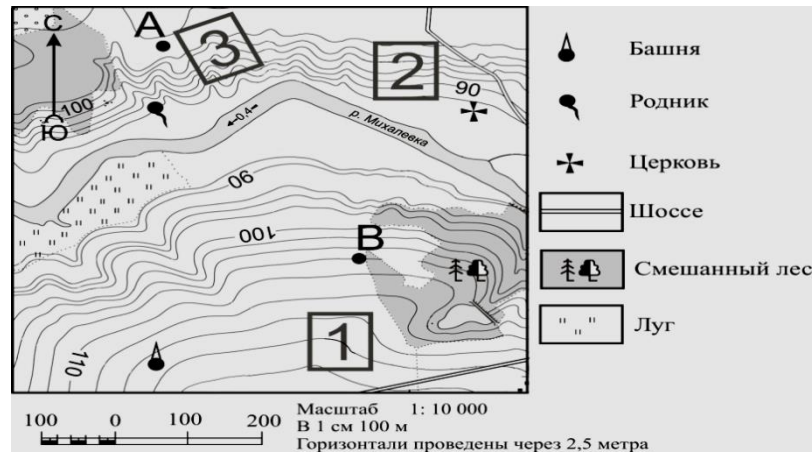 С
А
3
2
Башня
90
100
Ю
0,4
р. Михалевка
Родник
Церковь
90
Шоссе
100
В
Смешанный лес
1
110
Луг
100 0 100 200
Масштаб 1: 10 000
В 1 см 100 м
Горизонтали проведены через 2,5 метра